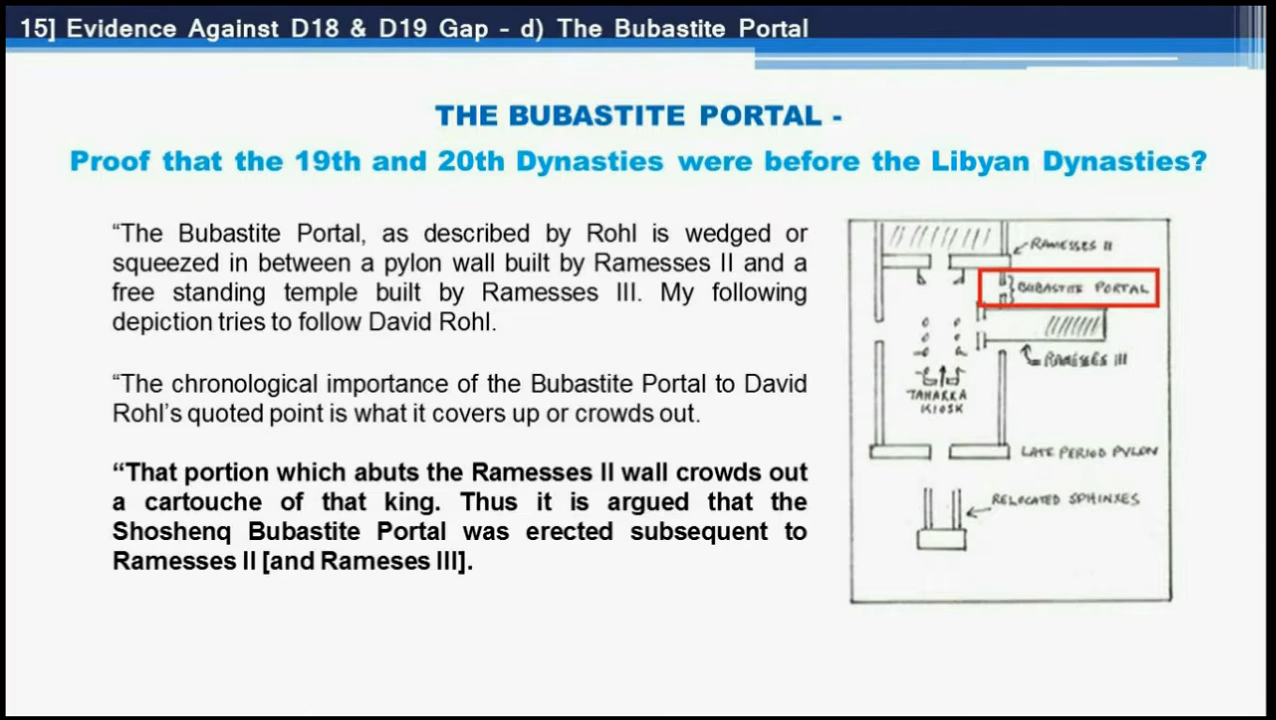 15] Evidence Against D18 & D19 Gap - d) The Bubastite Portal
THE BUBASTITE PORTAL -
Proof that the 19th and 20th Dynasties were before the Libyan Dynasties?
“The Bubastite Portal, as described by Rohl is wedged or
squeezed in between a pylon wall built by Ramesses II and a
free standing temple built by Ramesses III. My following
depiction tries to follow David Rohl.
“The chronological importance of the Bubastite Portal to David
Rohl’s quoted point is what it covers up or crowds out.
“That portion which abuts the Ramesses II wall crowds out
a cartouche of that king. Thus it is argued that the
Shoshenq Bubastite Portal was erected subsequent to
Ramesses II [and Rameses III].
RAMESSES II
BUBASTITE PORTAL
RAMESSES III
TAHARKA
KIOSK
LATE PERIOD PYLON
RELOCATED SPHINXES